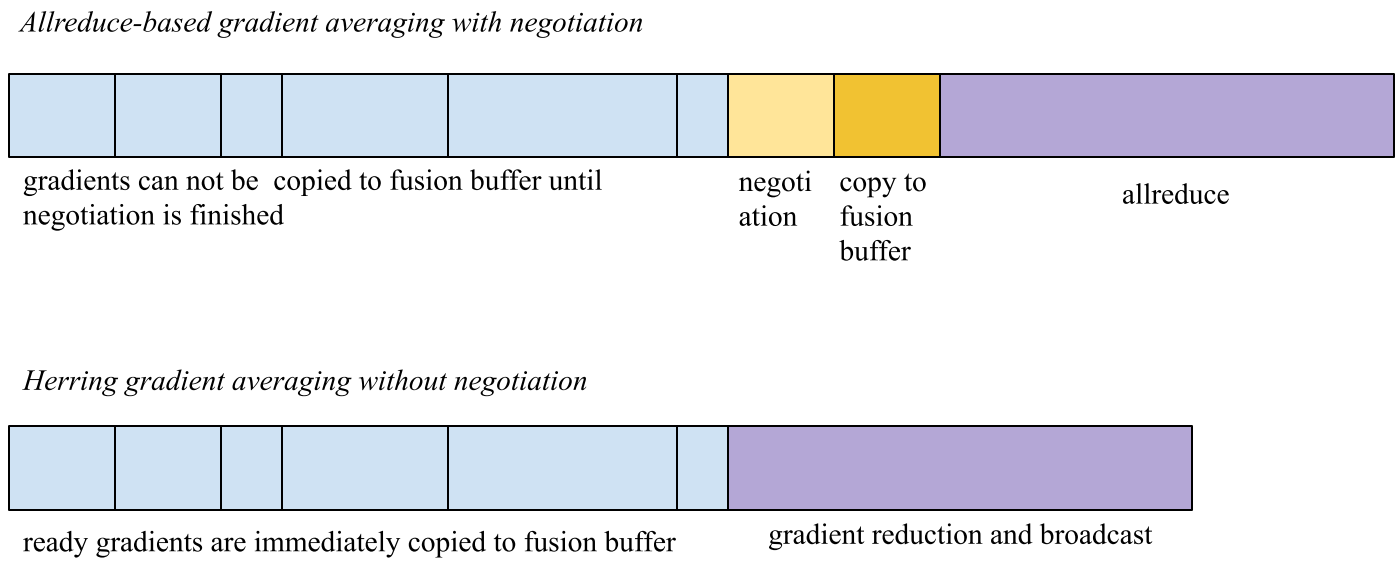 Allreduce-based gradient averaging with negotiation
gradients can not be  copied to fusion buffer until
negotiation is finished
negoti
ation
copy to
fusion
buffer
allreduce
Herring gradient averaging without negotiation
ready gradients are immediately copied to fusion buffer
gradient reduction and broadcast